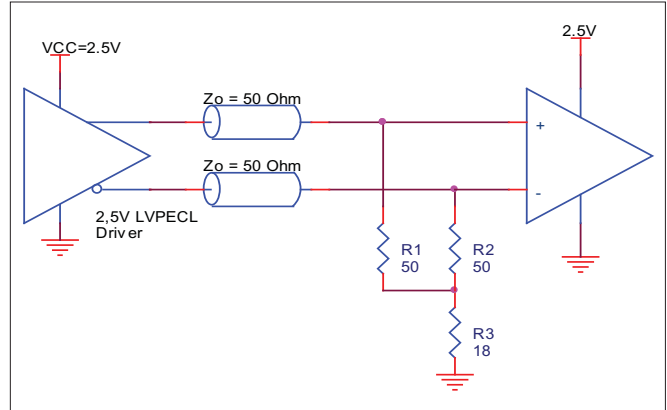 VCC=2.5V
2.5V
Zo = 50 Ohm
+
Zo = 50 Ohm
-
2,5V LVPECL
Driver
R1
50
R2
50
R3
18